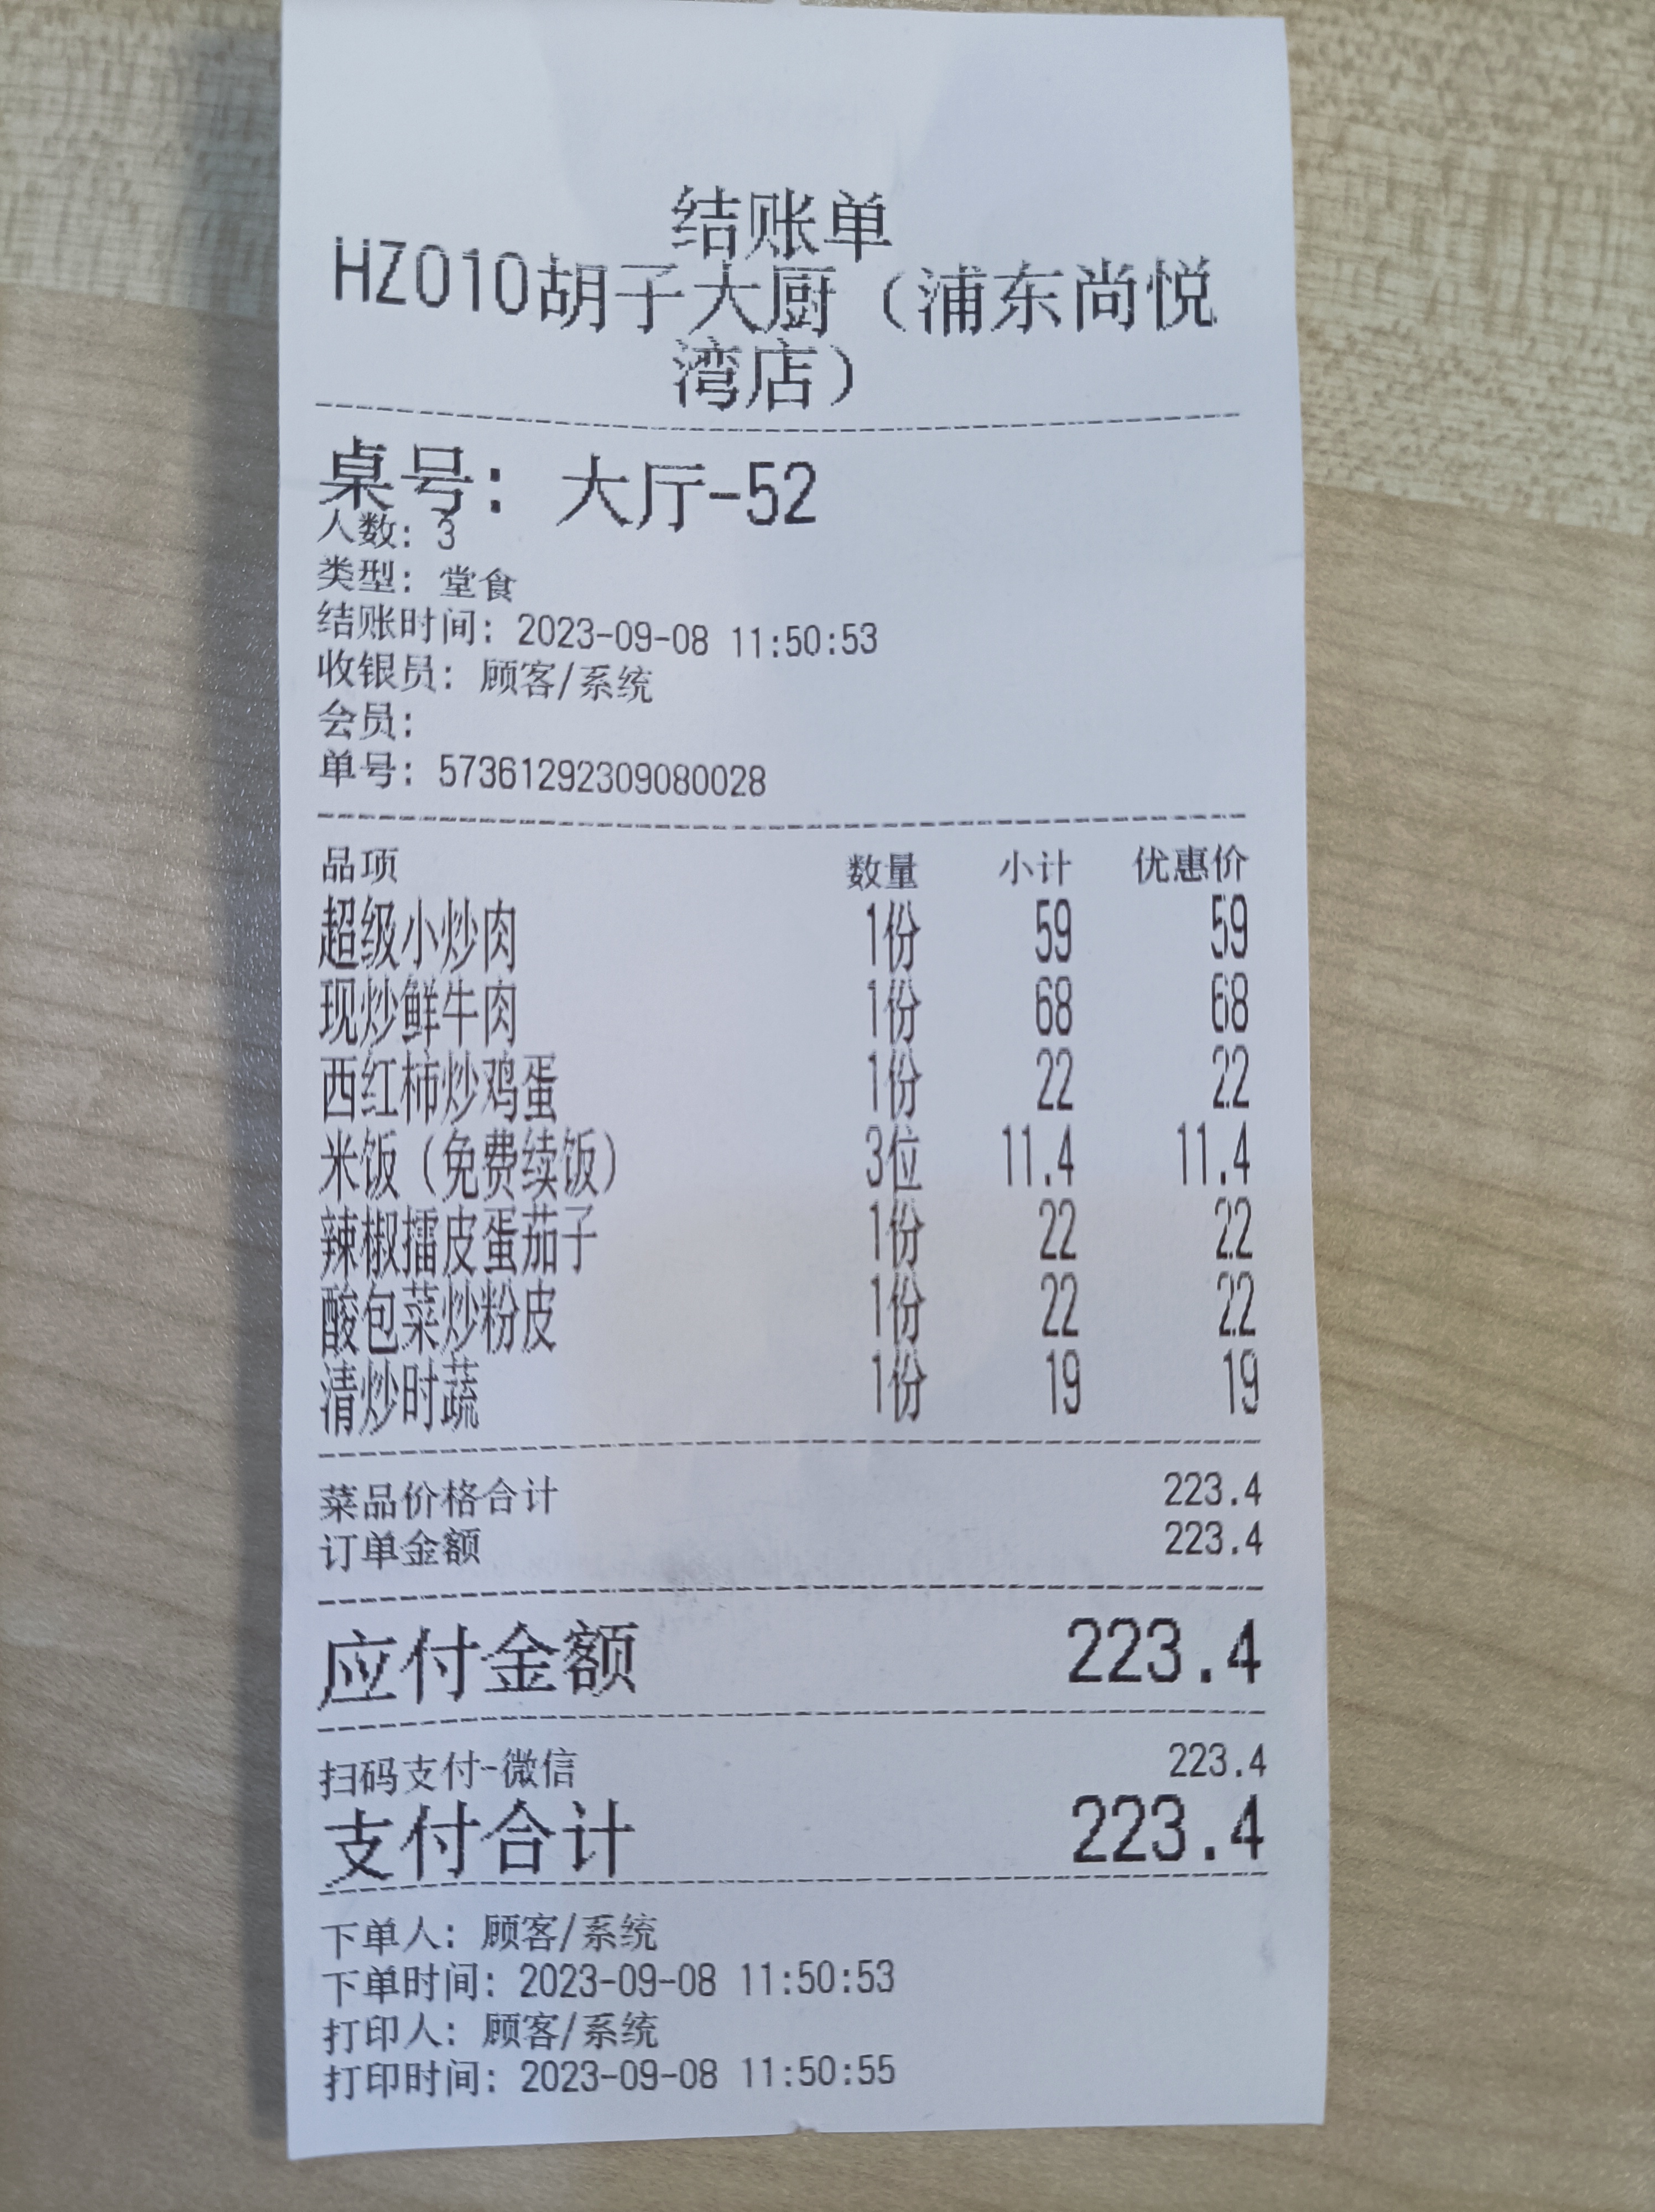 结账单
HZ010胡子大厨（浦东尚悦
湾店）
桌号：大厅-52
人数：3
类型：堂食
结账时间：2023-09-08 11:50:53
收银员：顾客/系统
会员：
单号：573612922309080028
品项 数量 小计 优惠价
超级小炒肉 1份 59 59
现炒鲜牛肉 1份 68 68
西红柿炒鸡蛋 1份 22 22
米饭（免费续饭） 3位 11.4 11.4
辣椒擂皮蛋茄子 1份 22 22
酸包菜炒粉皮 1份 22 22
清炒时蔬 1份 19 19
菜品价格合计 223.4
订单金额 223.4
应付金额 223.4
扫码支付-微信 223.4
支付合计 223.4
下单人：顾客/系统
下单时间：2023-09-08 11:50:53
打印人：顾客/系统
打印时间：2023-09-08 11:50:55